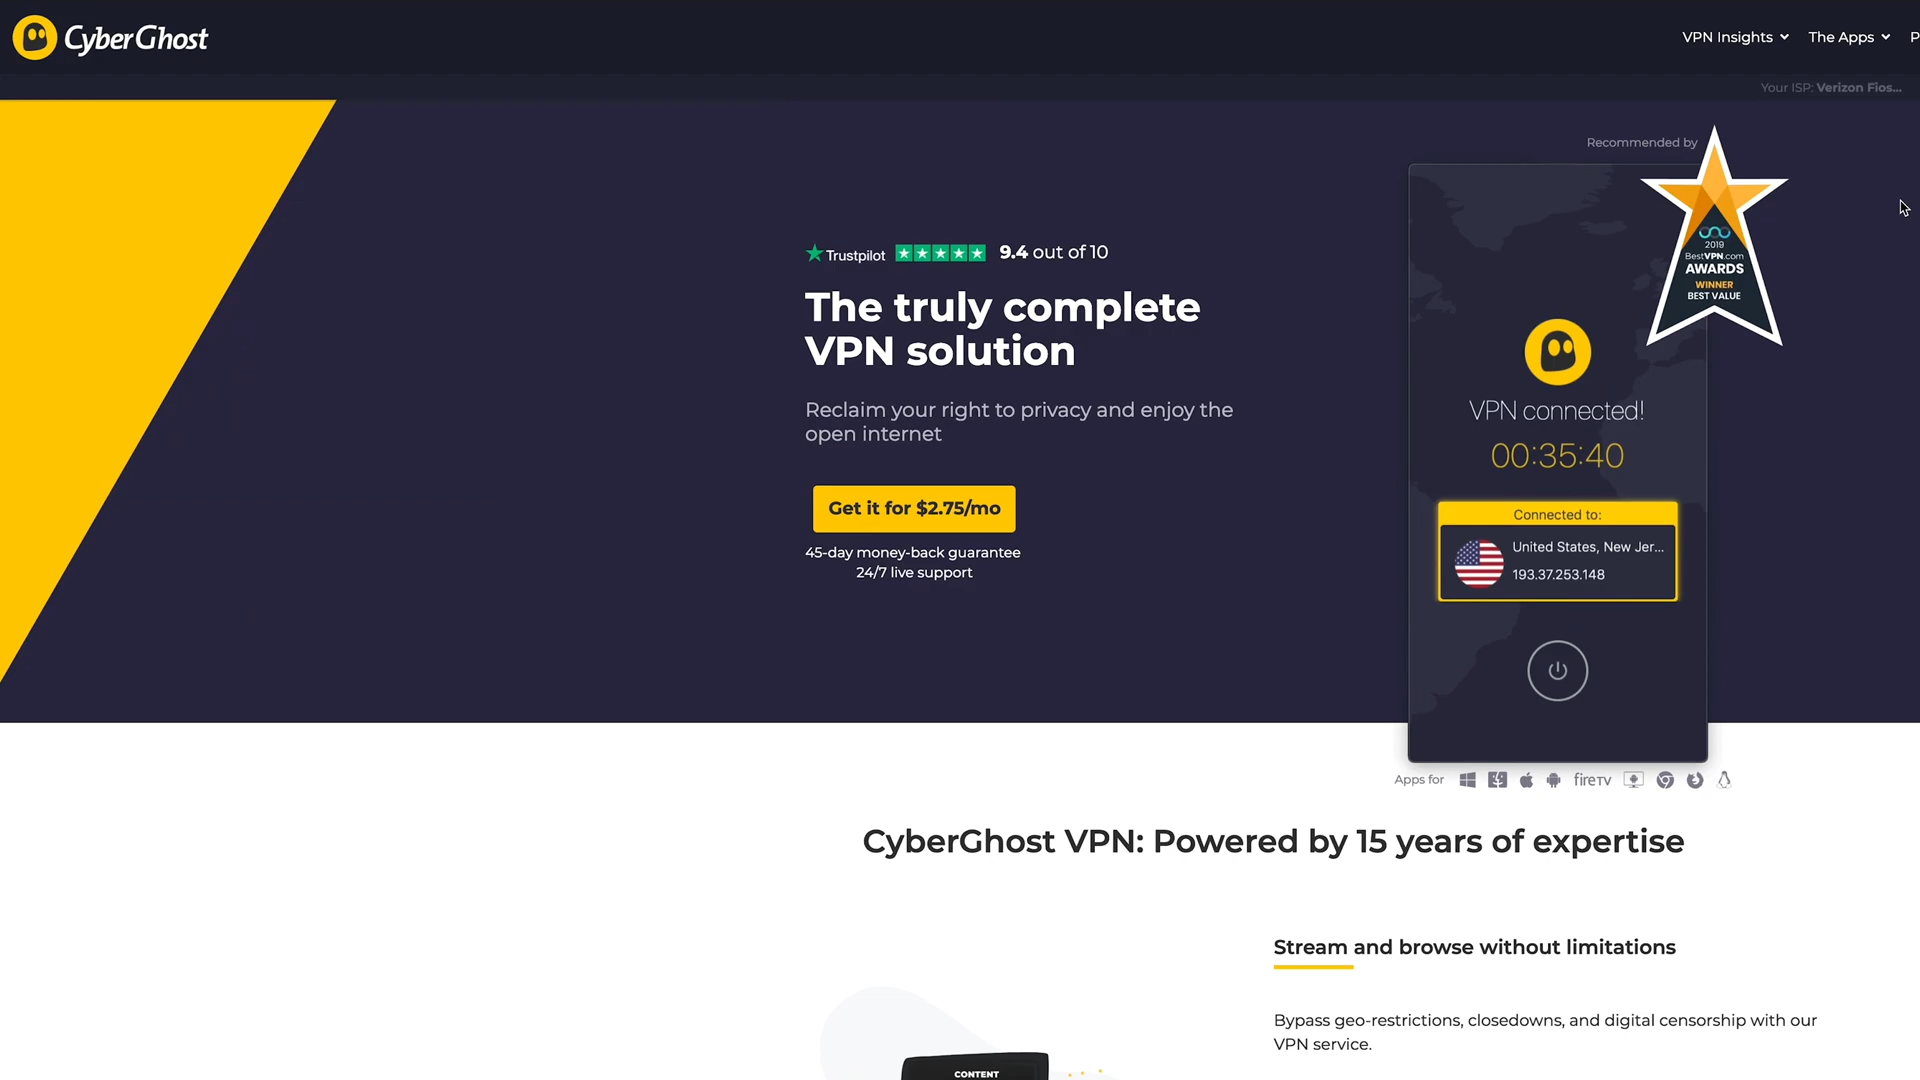 CyberGhost
VPN Insights
The Apps
P
Your ISP: Verizon Fios...
Recommended by
2019
BestVPN.com
AWARDS
WINNER
BEST VALUE
Trustpilot
9.4 out of 10
The truly complete
VPN solution
Reclaim your right to privacy and enjoy the
open internet
Get it for $2.75/mo
45-day money-back guarantee
24/7 live support
VPN connected!
00:35:40
Connected to:
United States, New Jer...
193.37.253.148
Apps for
fireTV
CyberGhost VPN: Powered by 15 years of expertise
Stream and browse without limitations
Bypass geo-restrictions, closedowns, and digital censorship with our
VPN service.
CONTENT